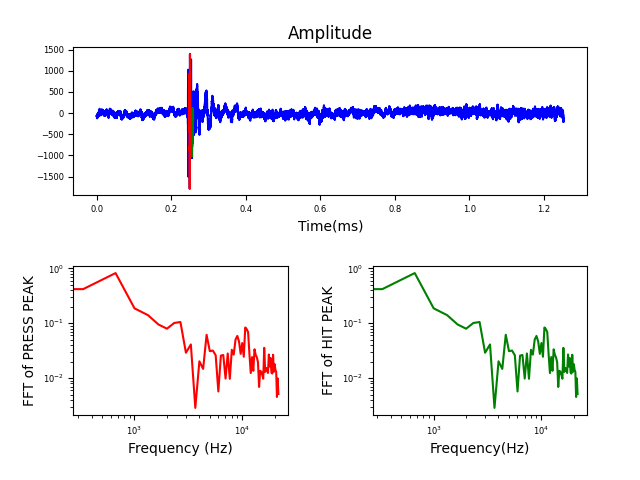 Amplitude
1500
1000
500
0
−500
−1000
−1500
0.0 0.2 0.4 0.6 0.8 1.0 1.2
Time(ms)
FFT of PRESS PEAK
10⁰
10⁻¹
10⁻²
10³ 10⁴
Frequency (Hz)
FFT of HIT PEAK
10⁰
10⁻¹
10⁻²
10³ 10⁴
Frequency(Hz)